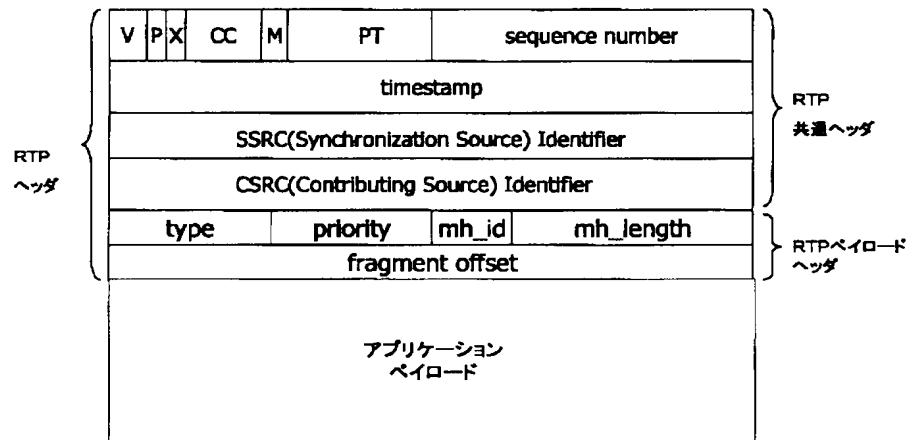 V P X CC M PT sequence number
timestamp
RTP
共通ヘッダ
SSRC(Synchronization Source) Identifier
RTP
ヘッダ
CSRC(Contributing Source) Identifier
type priority mh_id mh_length
RTPペイロード
ヘッダ
fragment offset
アプリケーション
ペイロード